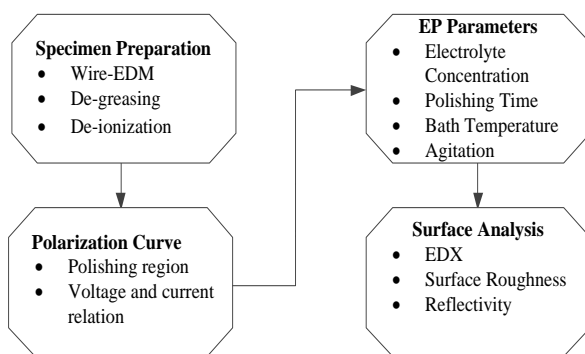 Specimen Preparation
• Wire-EDM
• De-greasing
• De-ionization
Polarization Curve
• Polishing region
• Voltage and current
relation
EP Parameters
• Electrolyte
Concentration
• Polishing Time
• Bath Temperature
• Agitation
Surface Analysis
• EDX
• Surface Roughness
• Reflectivity